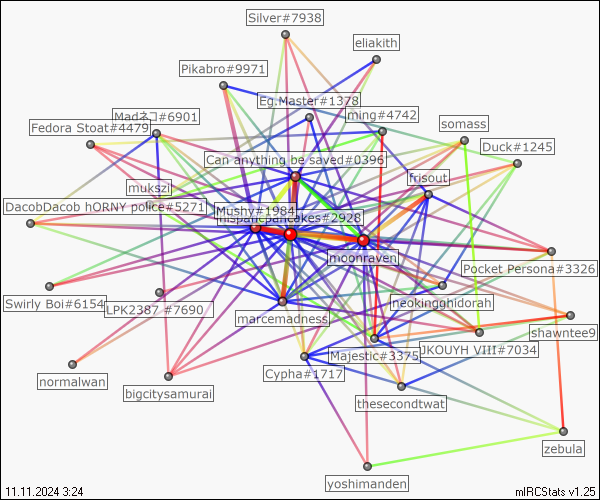 Silver#7938
eliakith
Pikabro#9971
Eg.Master#1378
ming#4742
Madネコ#6901
somass
Fedora Stoat#4479
Duck#1245
Can anything be saved#0396
frisout
mukszi
DacobDacob hORNY police#5271
Mushy#1984
hispanicpancakes#2928
moonraven
Pocket Persona#3326
Swirly Boi#6154
LPK2387 #7690
neokingghidorah
marcemadness
shawntee9
JKOUYH VIII#7034
Majestic#3375
Cypha#1717
normalwan
bigcitysamurai
thesecondtwat
zebula
yoshimanden
11.11.2024 3:24
mIRCStats v1.25